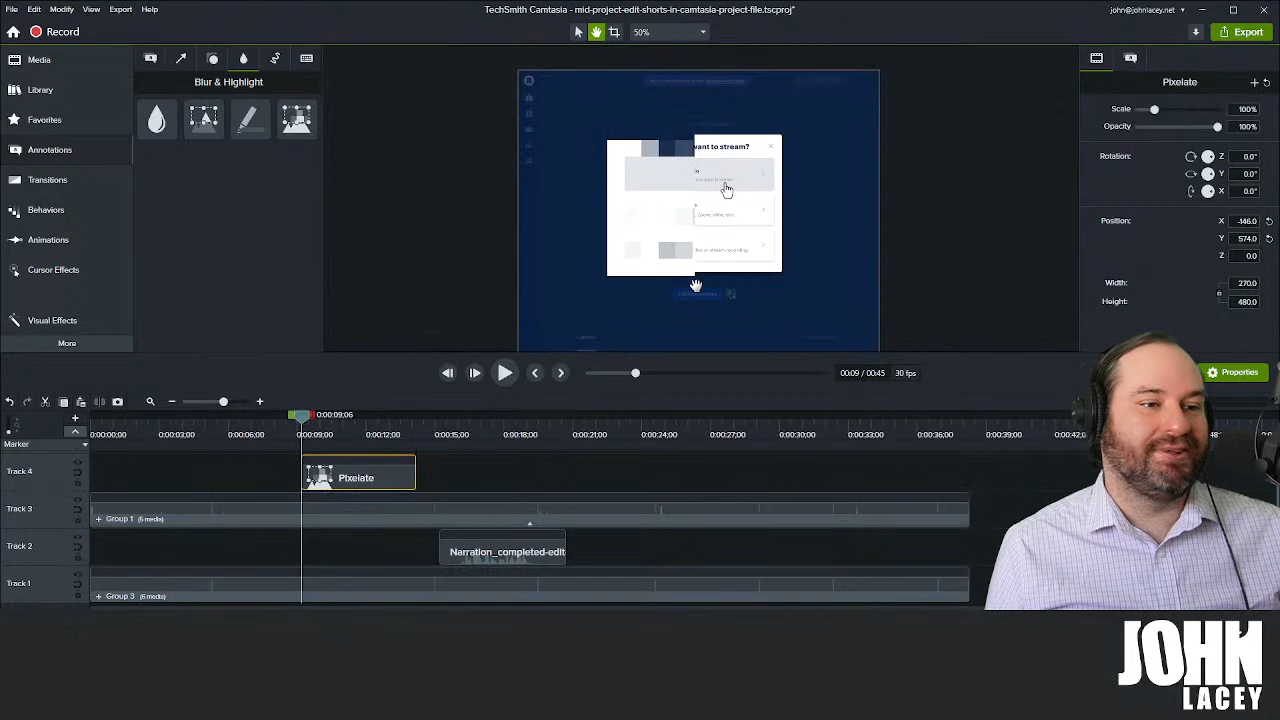 File Edit Modify View Export Help
TechSmith Camtasia - mid-project-edit-shorts-in-camtasia-project-file.tscproj*
john@johnlacey.net
Record
50%
Export
Favorites
Annotations
Transitions
Behaviors
Animations
Cursor Effects
Visual Effects
More
Blur & Highlight
want to stream?
Zoom, vMix, etc
video or stream recording
Pixelate
Scale 100%
Opacity: 100%
Rotation: Z 0.0°
Y 0.0°
X 0.0°
Position: X -146.0
Y 574.0
Z 0.0
Width: 270.0
Height: 480.0
Properties
00:09 / 00:45 30 fps
0:00:09;06
0:00:00;00 0:00:03;00 0:00:06;00 0:00:09;00 0:00:12;00 0:00:15;00 0:00:18;00 0:00:21;00 0:00:24;00 0:00:27;00 0:00:30;00 0:00:33;00 0:00:36;00 0:00:39;00 0:00:42;00
Marker
Track 4
Pixelate
Track 3
+ Group 1 (5 media)
Track 2
Narration_completed-edit
Track 1
+ Group 3 (6 media)
JOHN
LACEY